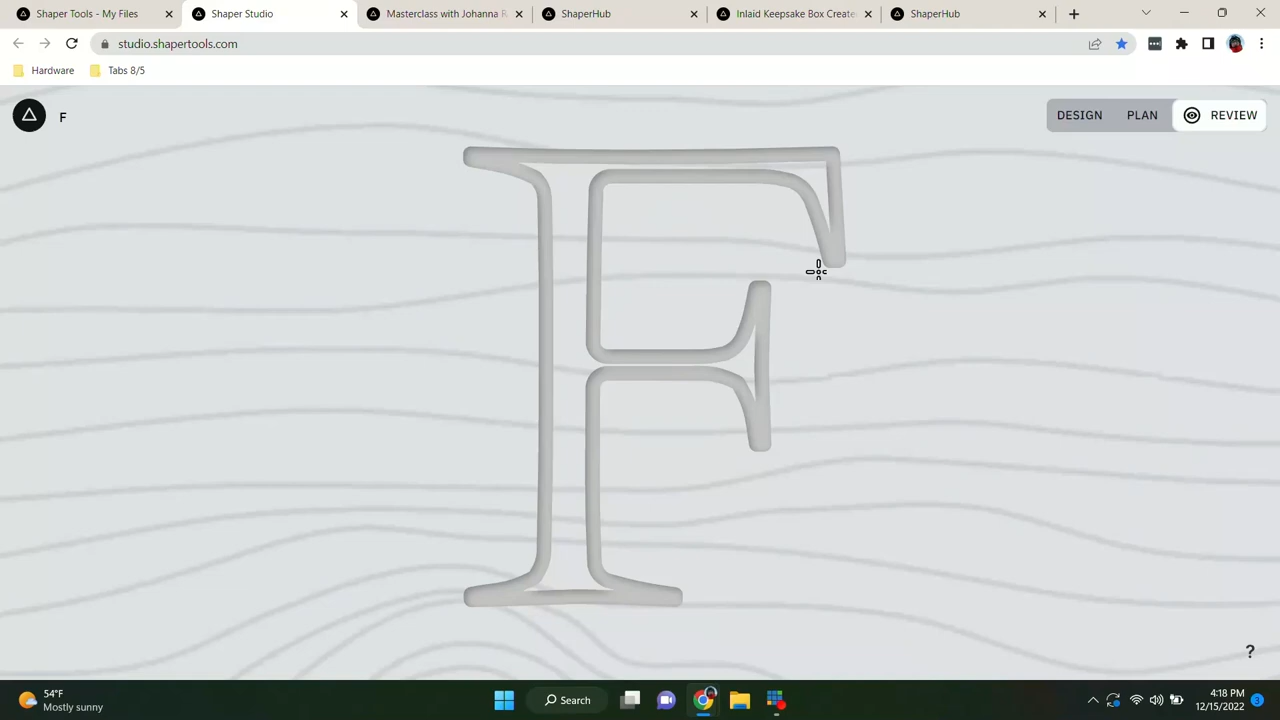 Shaper Tools - My Files
Shaper Studio
Masterclass with Johanna R
ShaperHub
Inlaid Keepsake Box Create
ShaperHub
studio.shapertools.com
Hardware
Tabs 8/5
F
DESIGN
PLAN
REVIEW
F
?
54°F
Mostly sunny
Search
4:18 PM
12/15/2022
3